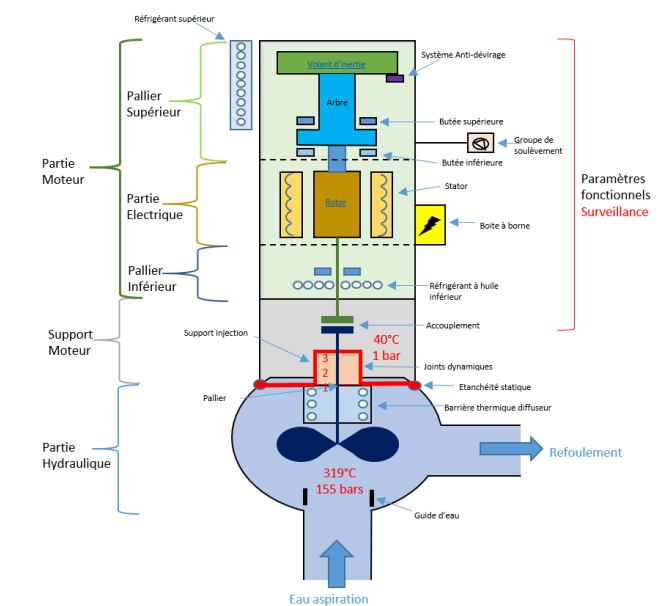 Réfrigérant supérieur
Volant d'inertie
Système Anti-dévirage
Arbre
Pallier
Supérieur
Butée supérieure
Groupe de
soulèvement
Butée inférieure
Partie
Moteur
Paramètres
fonctionnels
Surveillance
Stator
Rotor
Partie
Electrique
Boite à borne
Pallier
Inférieur
Réfrigérant à huile
inférieur
Accouplement
Support
Moteur
Support injection
40°C
1 bar
3
2
1
Joints dynamiques
Etanchéité statique
Pallier
Barrière thermique diffuseur
Partie
Hydraulique
Refoulement
319°C
155 bars
Guide d'eau
Eau aspiration